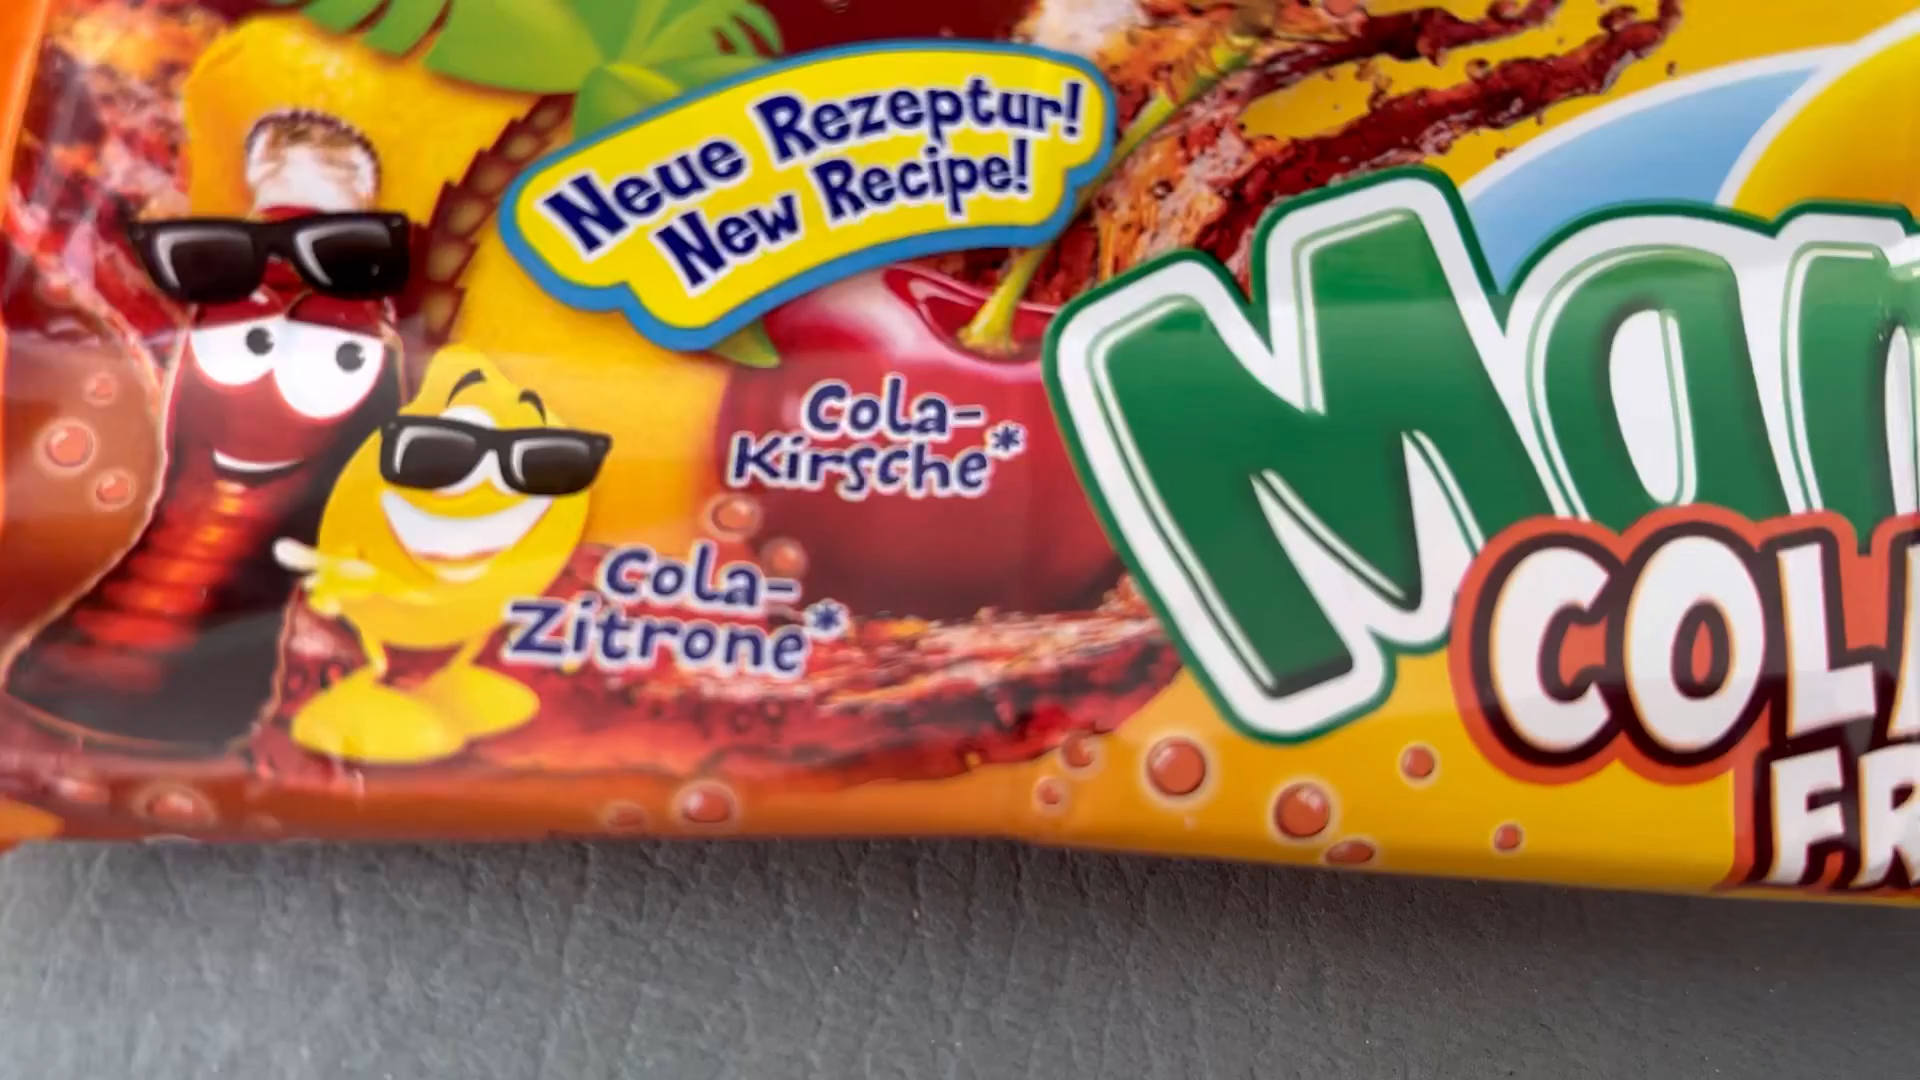 Neue Rezeptur!
New Recipe!
Cola-
Kirsche*
Cola-
Zitrone*